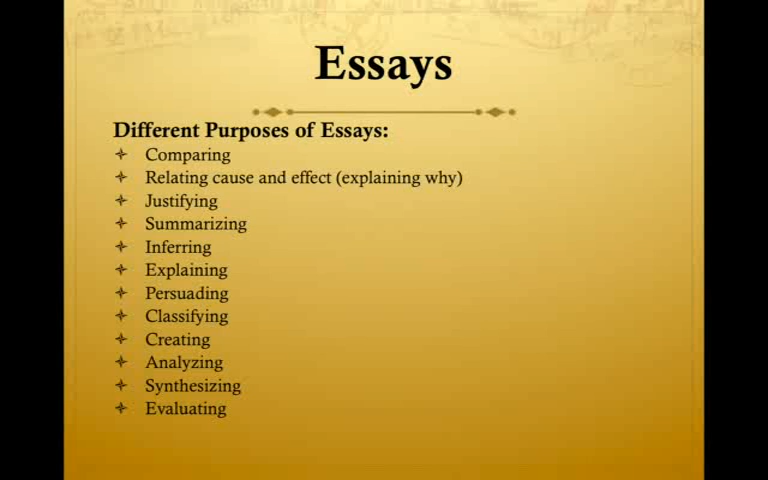 Essays
Different Purposes of Essays:
Comparing
Relating cause and effect (explaining why)
Justifying
Summarizing
Inferring
Explaining
Persuading
Classifying
Creating
Analyzing
Synthesizing
Evaluating